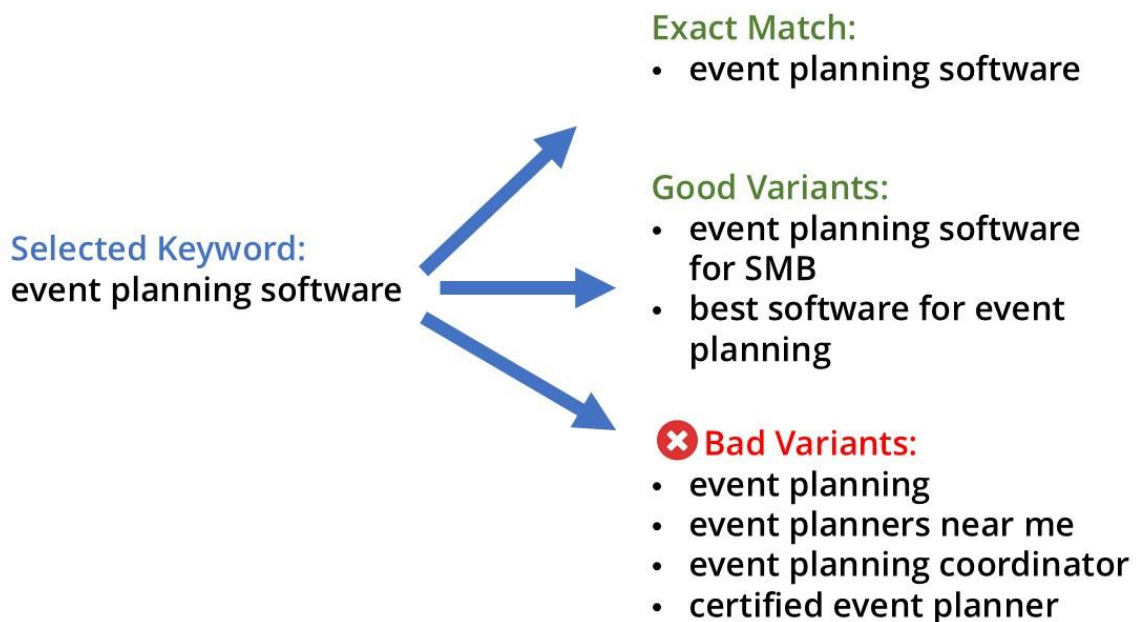 Selected Keyword:
event planning software
Exact Match:
• event planning software
Good Variants:
• event planning software
for SMB
• best software for event
planning
Bad Variants:
• event planning
• event planners near me
• event planning coordinator
• certified event planner